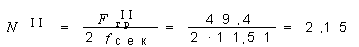 N II = F гр II / 2 f сек = 49,4 / 2 · 11,51 = 2,15